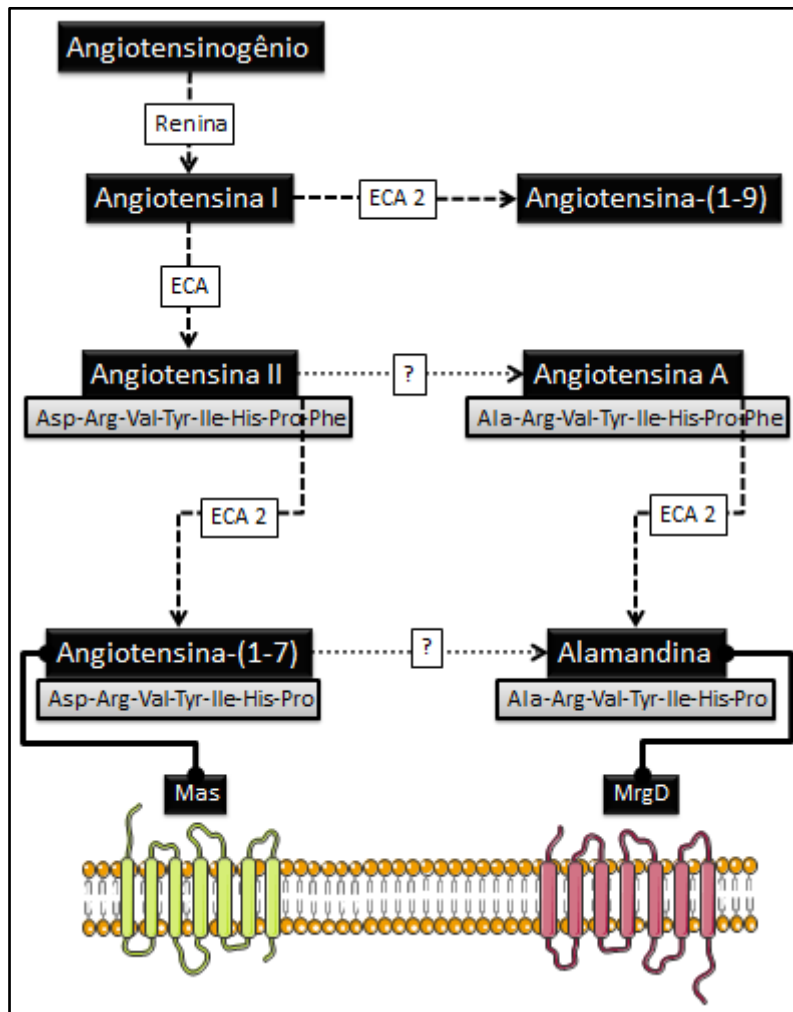 Angiotensinogênio
Renina
Angiotensina I
ECA 2
Angiotensina-(1-9)
ECA
Angiotensina II
?
Angiotensina A
Asp-Arg-Val-Tyr-Ile-His-Pro-Phe
Ala-Arg-Val-Tyr-Ile-His-Pro-Phe
ECA 2
ECA 2
Angiotensina-(1-7)
?
Alamandina
Asp-Arg-Val-Tyr-Ile-His-Pro
Ala-Arg-Val-Tyr-Ile-His-Pro
Mas
MrgD